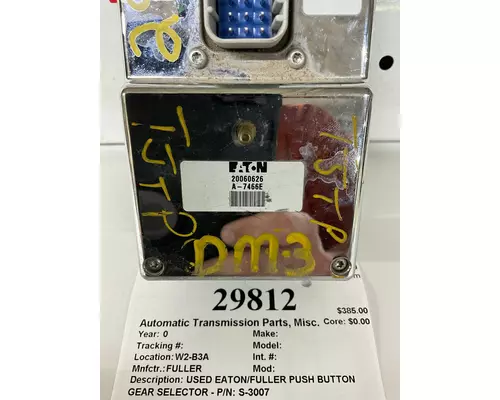 2
T5TP
T5TP
EATON
20060626
A-7466E
DM3
29812
$385.00
Automatic Transmission Parts, Misc. Core: $0.00
Year: 0 Make:
Tracking #: Model:
Location: W2-B3A Int. #:
Mnfctr.: FULLER Mod:
Description: USED EATON/FULLER PUSH BUTTON
GEAR SELECTOR - P/N: S-3007